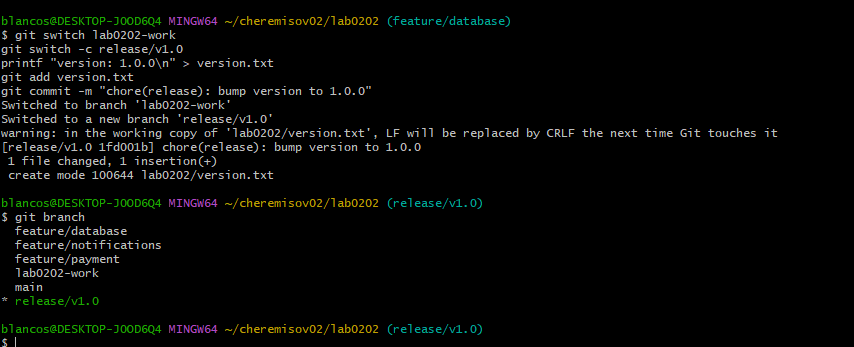 blancos@DESKTOP-JOOD6Q4 MINGW64 ~/cheremisov02/lab0202 (feature/database)
$ git switch lab0202-work
git switch -c release/v1.0
printf "version: 1.0.0\n" > version.txt
git add version.txt
git commit -m "chore(release): bump version to 1.0.0"
Switched to branch 'lab0202-work'
Switched to a new branch 'release/v1.0'
warning: in the working copy of 'lab0202/version.txt', LF will be replaced by CRLF the next time Git touches it
[release/v1.0 1fd001b] chore(release): bump version to 1.0.0
 1 file changed, 1 insertion(+)
 create mode 100644 lab0202/version.txt
blancos@DESKTOP-JOOD6Q4 MINGW64 ~/cheremisov02/lab0202 (release/v1.0)
$ git branch
  feature/database
  feature/notifications
  feature/payment
  lab0202-work
  main
* release/v1.0
blancos@DESKTOP-JOOD6Q4 MINGW64 ~/cheremisov02/lab0202 (release/v1.0)
$